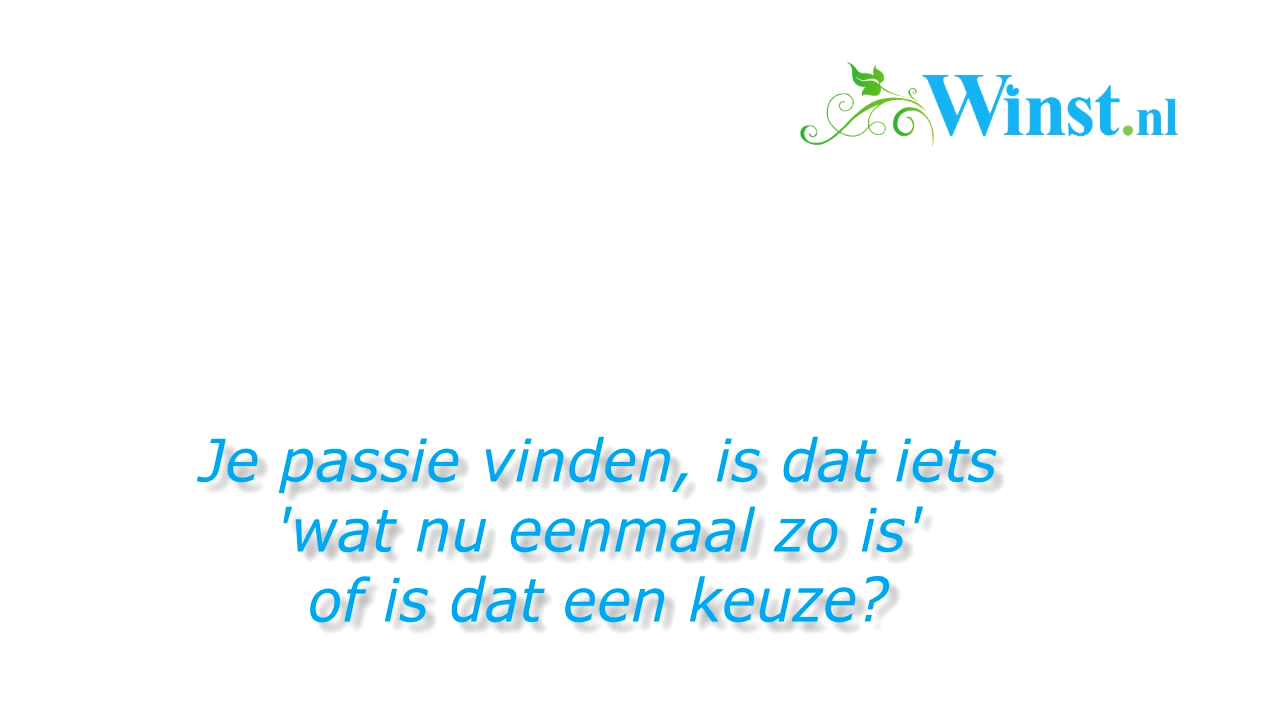 Winst.nl
Je passie vinden, is dat iets
'wat nu eenmaal zo is'
of is dat een keuze?